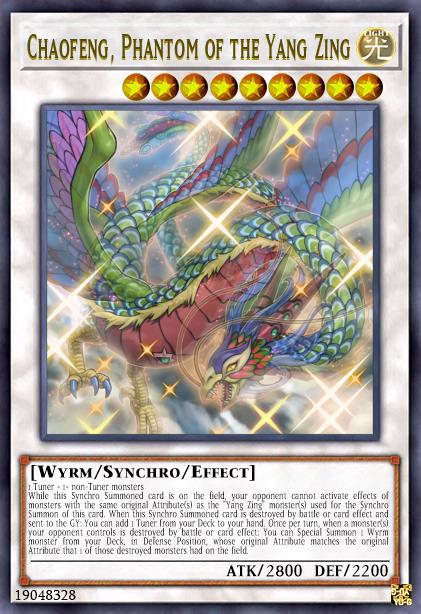 Chaofeng, Phantom of the Yang Zing
LIGHT
光
[Wyrm/Synchro/Effect]
1 Tuner + 1+ non-Tuner monsters
While this Synchro Summoned card is on the field, your opponent cannot activate effects of
monsters with the same original Attribute(s) as the "Yang Zing" monster(s) used for the Synchro
Summon of this card. When this Synchro Summoned card is destroyed by battle or card effect and
sent to the GY: You can add 1 Tuner from your Deck to your hand. Once per turn, when a monster(s)
your opponent controls is destroyed by battle or card effect: You can Special Summon 1 Wyrm
monster from your Deck, in Defense Position, whose original Attribute matches the original
Attribute that 1 of those destroyed monsters had on the field.
ATK/2800 DEF/2200
19048328